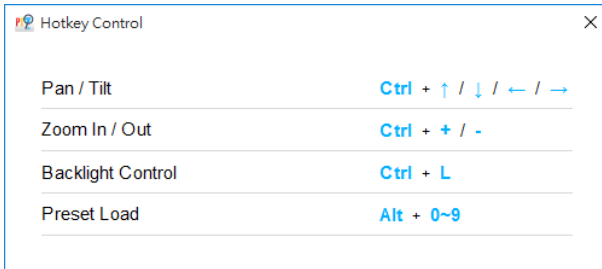 Hotkey Control
Pan / Tilt Ctrl + ↑ / ↓ / ← / →
Zoom In / Out Ctrl + + / -
Backlight Control Ctrl + L
Preset Load Alt + 0~9